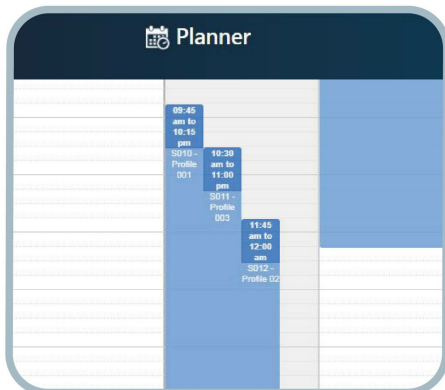 Planner
09:45
am to
10:15
pm
S010 -
Profile
001
10:30
am to
11:00
pm
S011 -
Profile
003
11:45
am to
12:00
am
S012 -
Profile 02